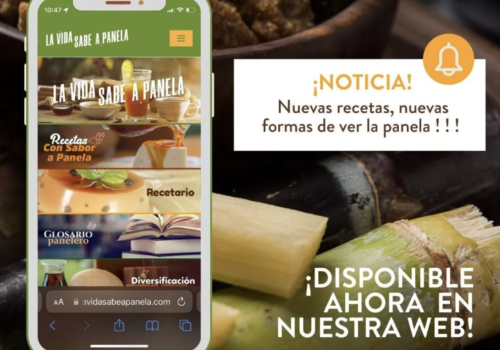 10:47
LA VIDA
SABE A PANELA
LA VIDA
SABE A PANELA
Recetas
Con Sabor
a Panela
Recetario
GLOSARIO
panelero
Diversificación
AA
vidasabeapanela.com
¡NOTICIA!
Nuevas recetas, nuevas
formas de ver la panela ! ! !
¡DISPONIBLE
AHORA EN
NUESTRA WEB!